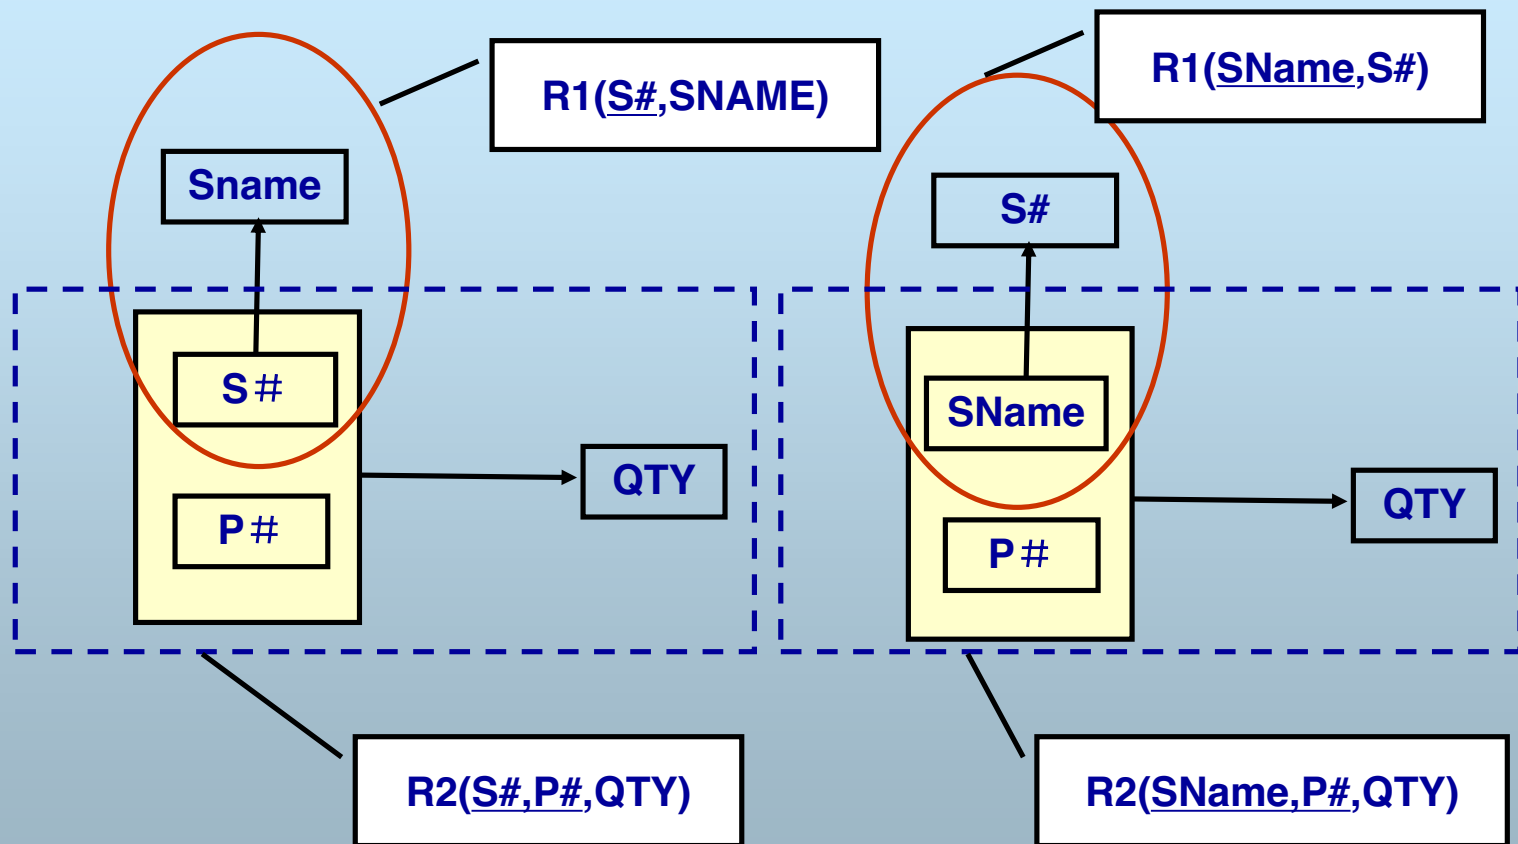 R1(S#,SNAME)
Sname
S#
P#
QTY
R2(S#,P#,QTY)
R1(SName,S#)
S#
SName
P#
QTY
R2(SName,P#,QTY)